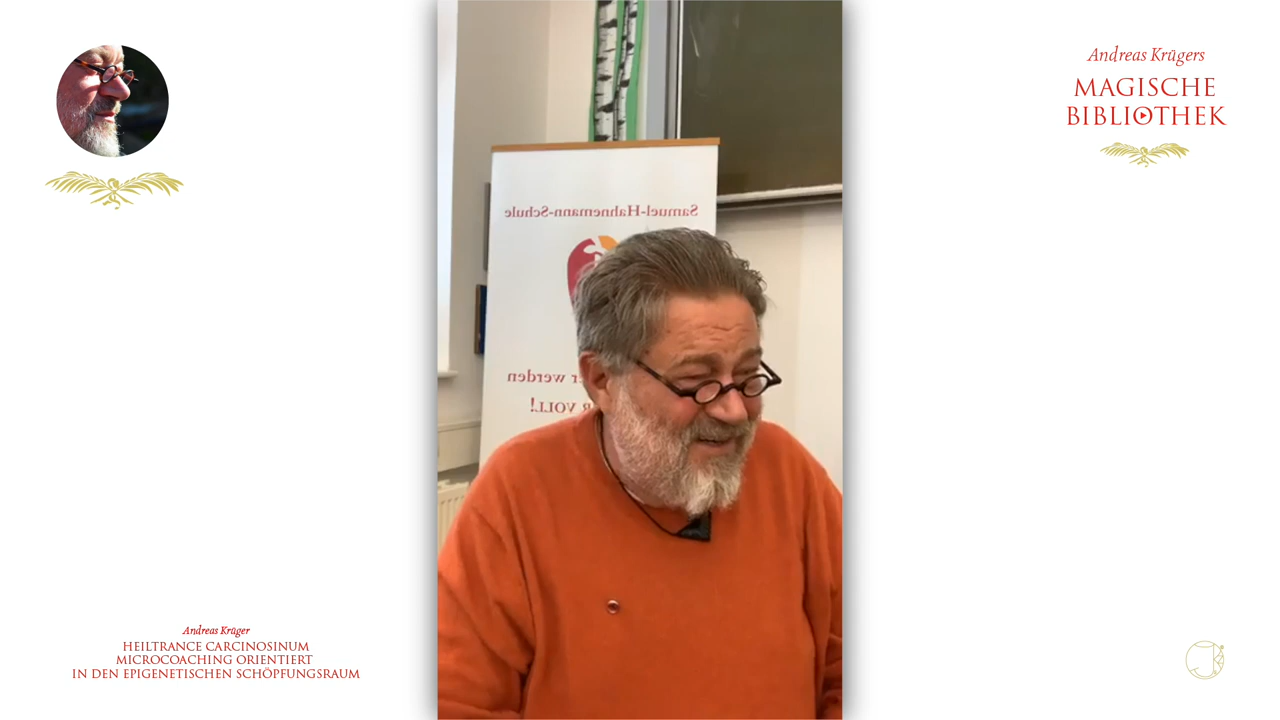 Andreas Krügers
MAGISCHE
BIBLIOTHEK
Samuel-Hahnemann-Schule
werden
VOLL!
Andreas Krüger
HEILTRANCE CARCINOSINUM
MICROCOACHING ORIENTIERT
IN DEN EPIGENETISCHEN SCHÖPFUNGSRAUM